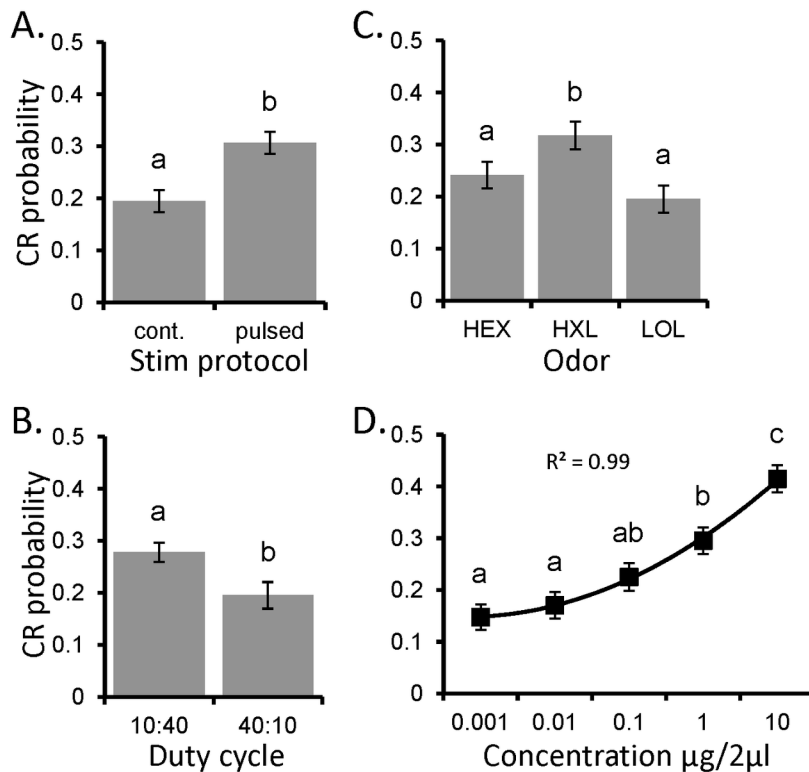 A.
0.5
0.4
0.3
0.2
0.1
0
CR probability
a
b
cont.
pulsed
Stim protocol
C.
0.5
0.4
0.3
0.2
0.1
0
a
b
a
HEX
HXL
LOL
Odor
B.
0.5
0.4
0.3
0.2
0.1
0
CR probability
a
b
10:40
40:10
Duty cycle
D.
0.5
0.4
0.3
0.2
0.1
0
R² = 0.99
a
a
ab
b
c
0.001
0.01
0.1
1
10
Concentration µg/2µl